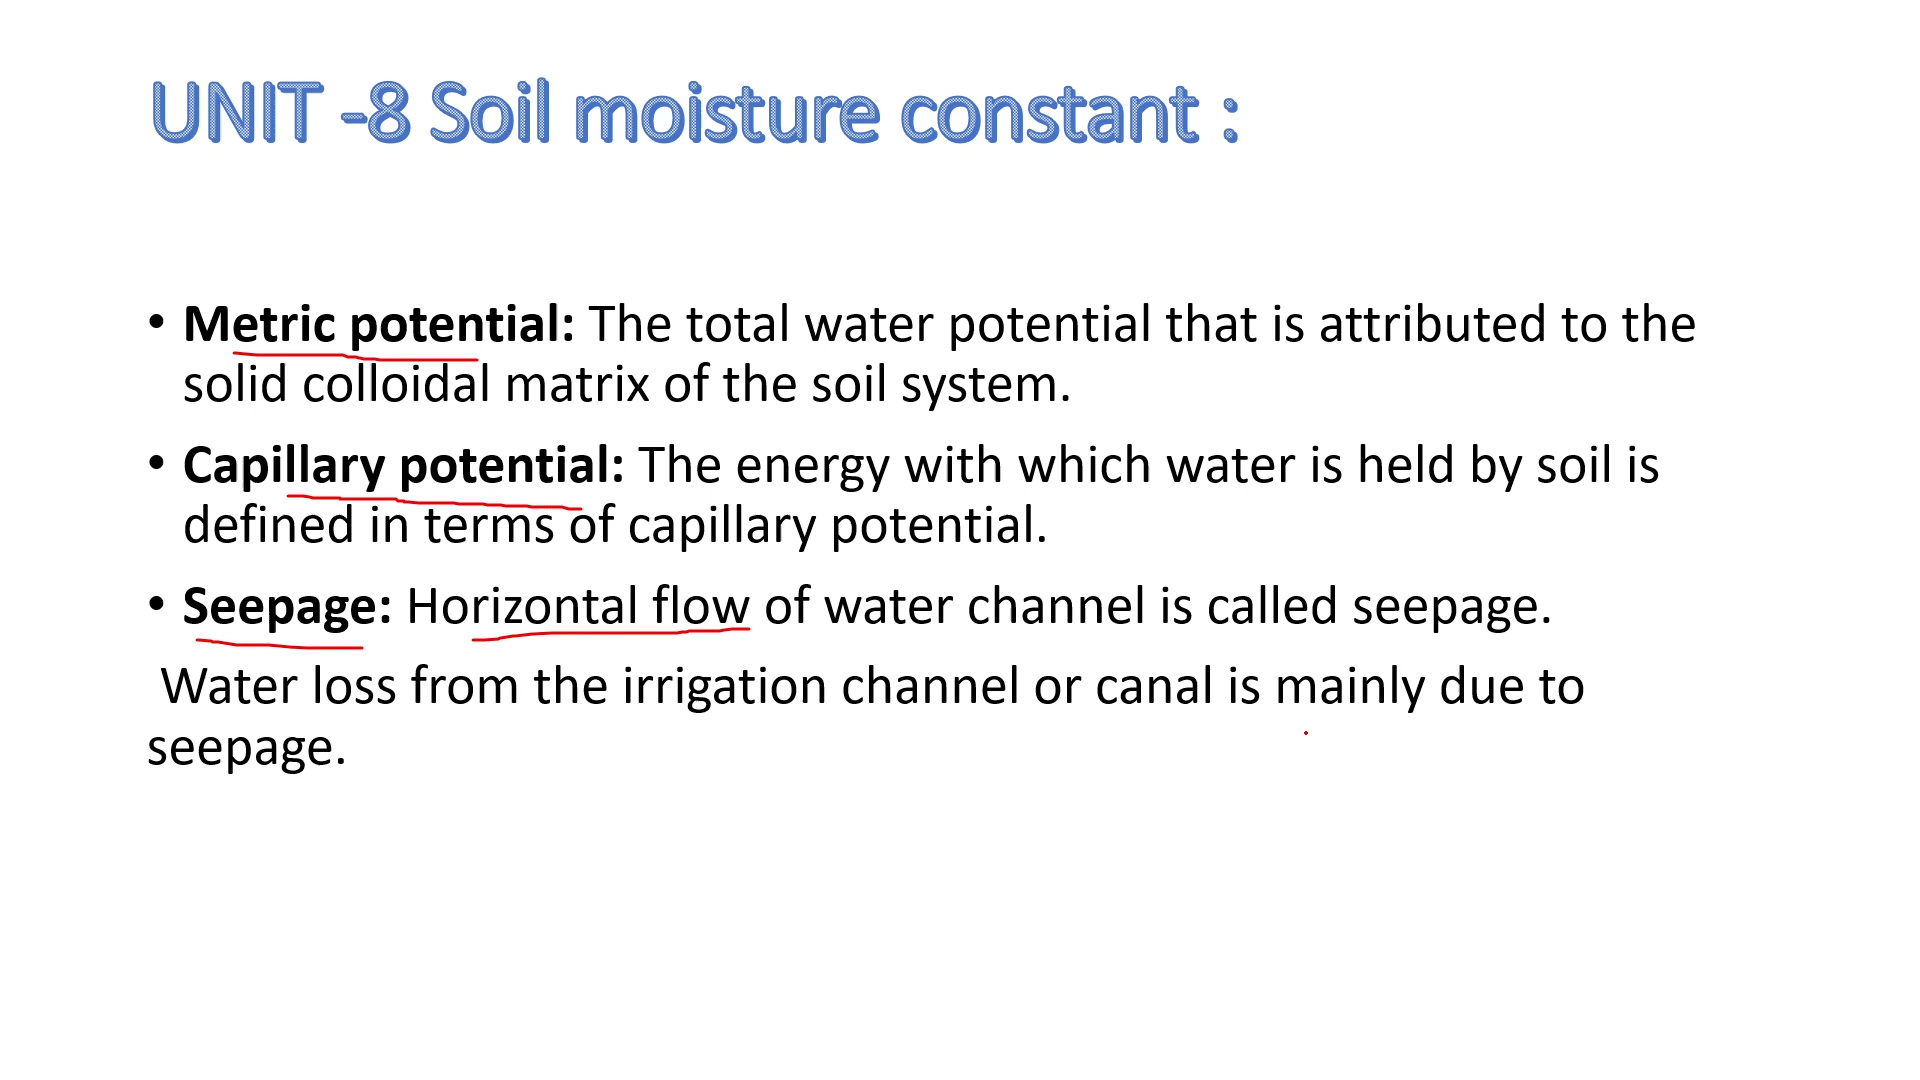 UNIT -8 Soil moisture constant :
• Metric potential: The total water potential that is attributed to the
solid colloidal matrix of the soil system.
• Capillary potential: The energy with which water is held by soil is
defined in terms of capillary potential.
• Seepage: Horizontal flow of water channel is called seepage.
Water loss from the irrigation channel or canal is mainly due to
seepage.